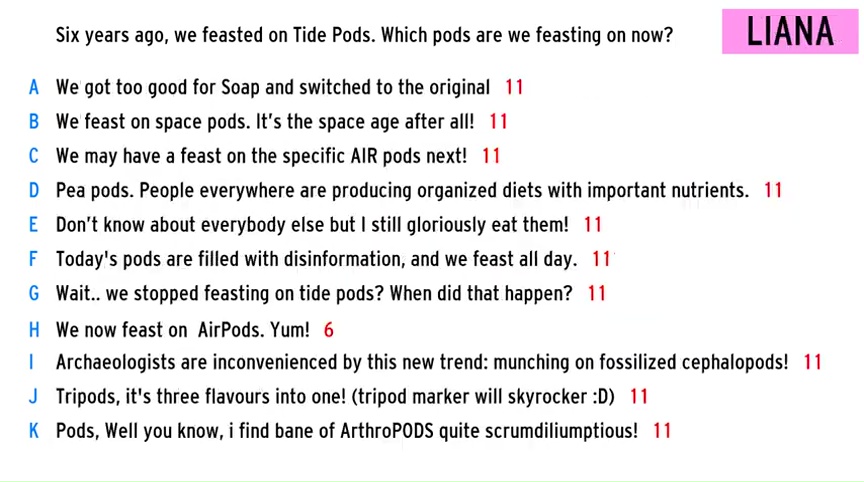 Six years ago, we feasted on Tide Pods. Which pods are we feasting on now?
LIANA
A We got too good for Soap and switched to the original 11
B We feast on space pods. It's the space age after all! 11
C We may have a feast on the specific AIR pods next! 11
D Pea pods. People everywhere are producing organized diets with important nutrients. 11
E Don't know about everybody else but I still gloriously eat them! 11
F Today's pods are filled with disinformation, and we feast all day. 11
G Wait.. we stopped feasting on tide pods? When did that happen? 11
H We now feast on AirPods. Yum! 6
I Archaeologists are inconvenienced by this new trend: munching on fossilized cephalopods! 11
J Tripods, it's three flavours into one! (tripod marker will skyrocker :D) 11
K Pods, Well you know, i find bane of ArthroPODS quite scrumdiliumptious! 11